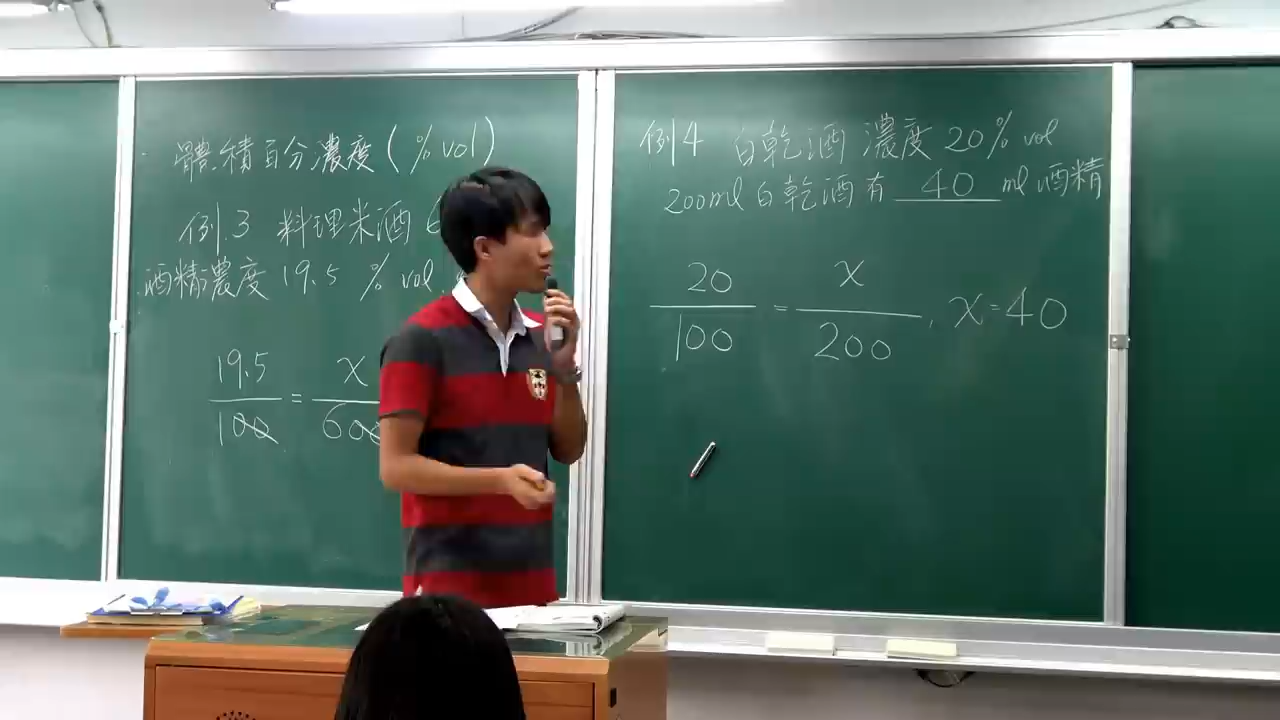 體積百分濃度(%vol)
例.3 料理米酒 6
酒精濃度 19.5 % vol.
19.5/100 = x/600
例4 白乾酒 濃度 20% vol
200ml 白乾酒有 40 ml 酒精
20/100 = x/200, x=40